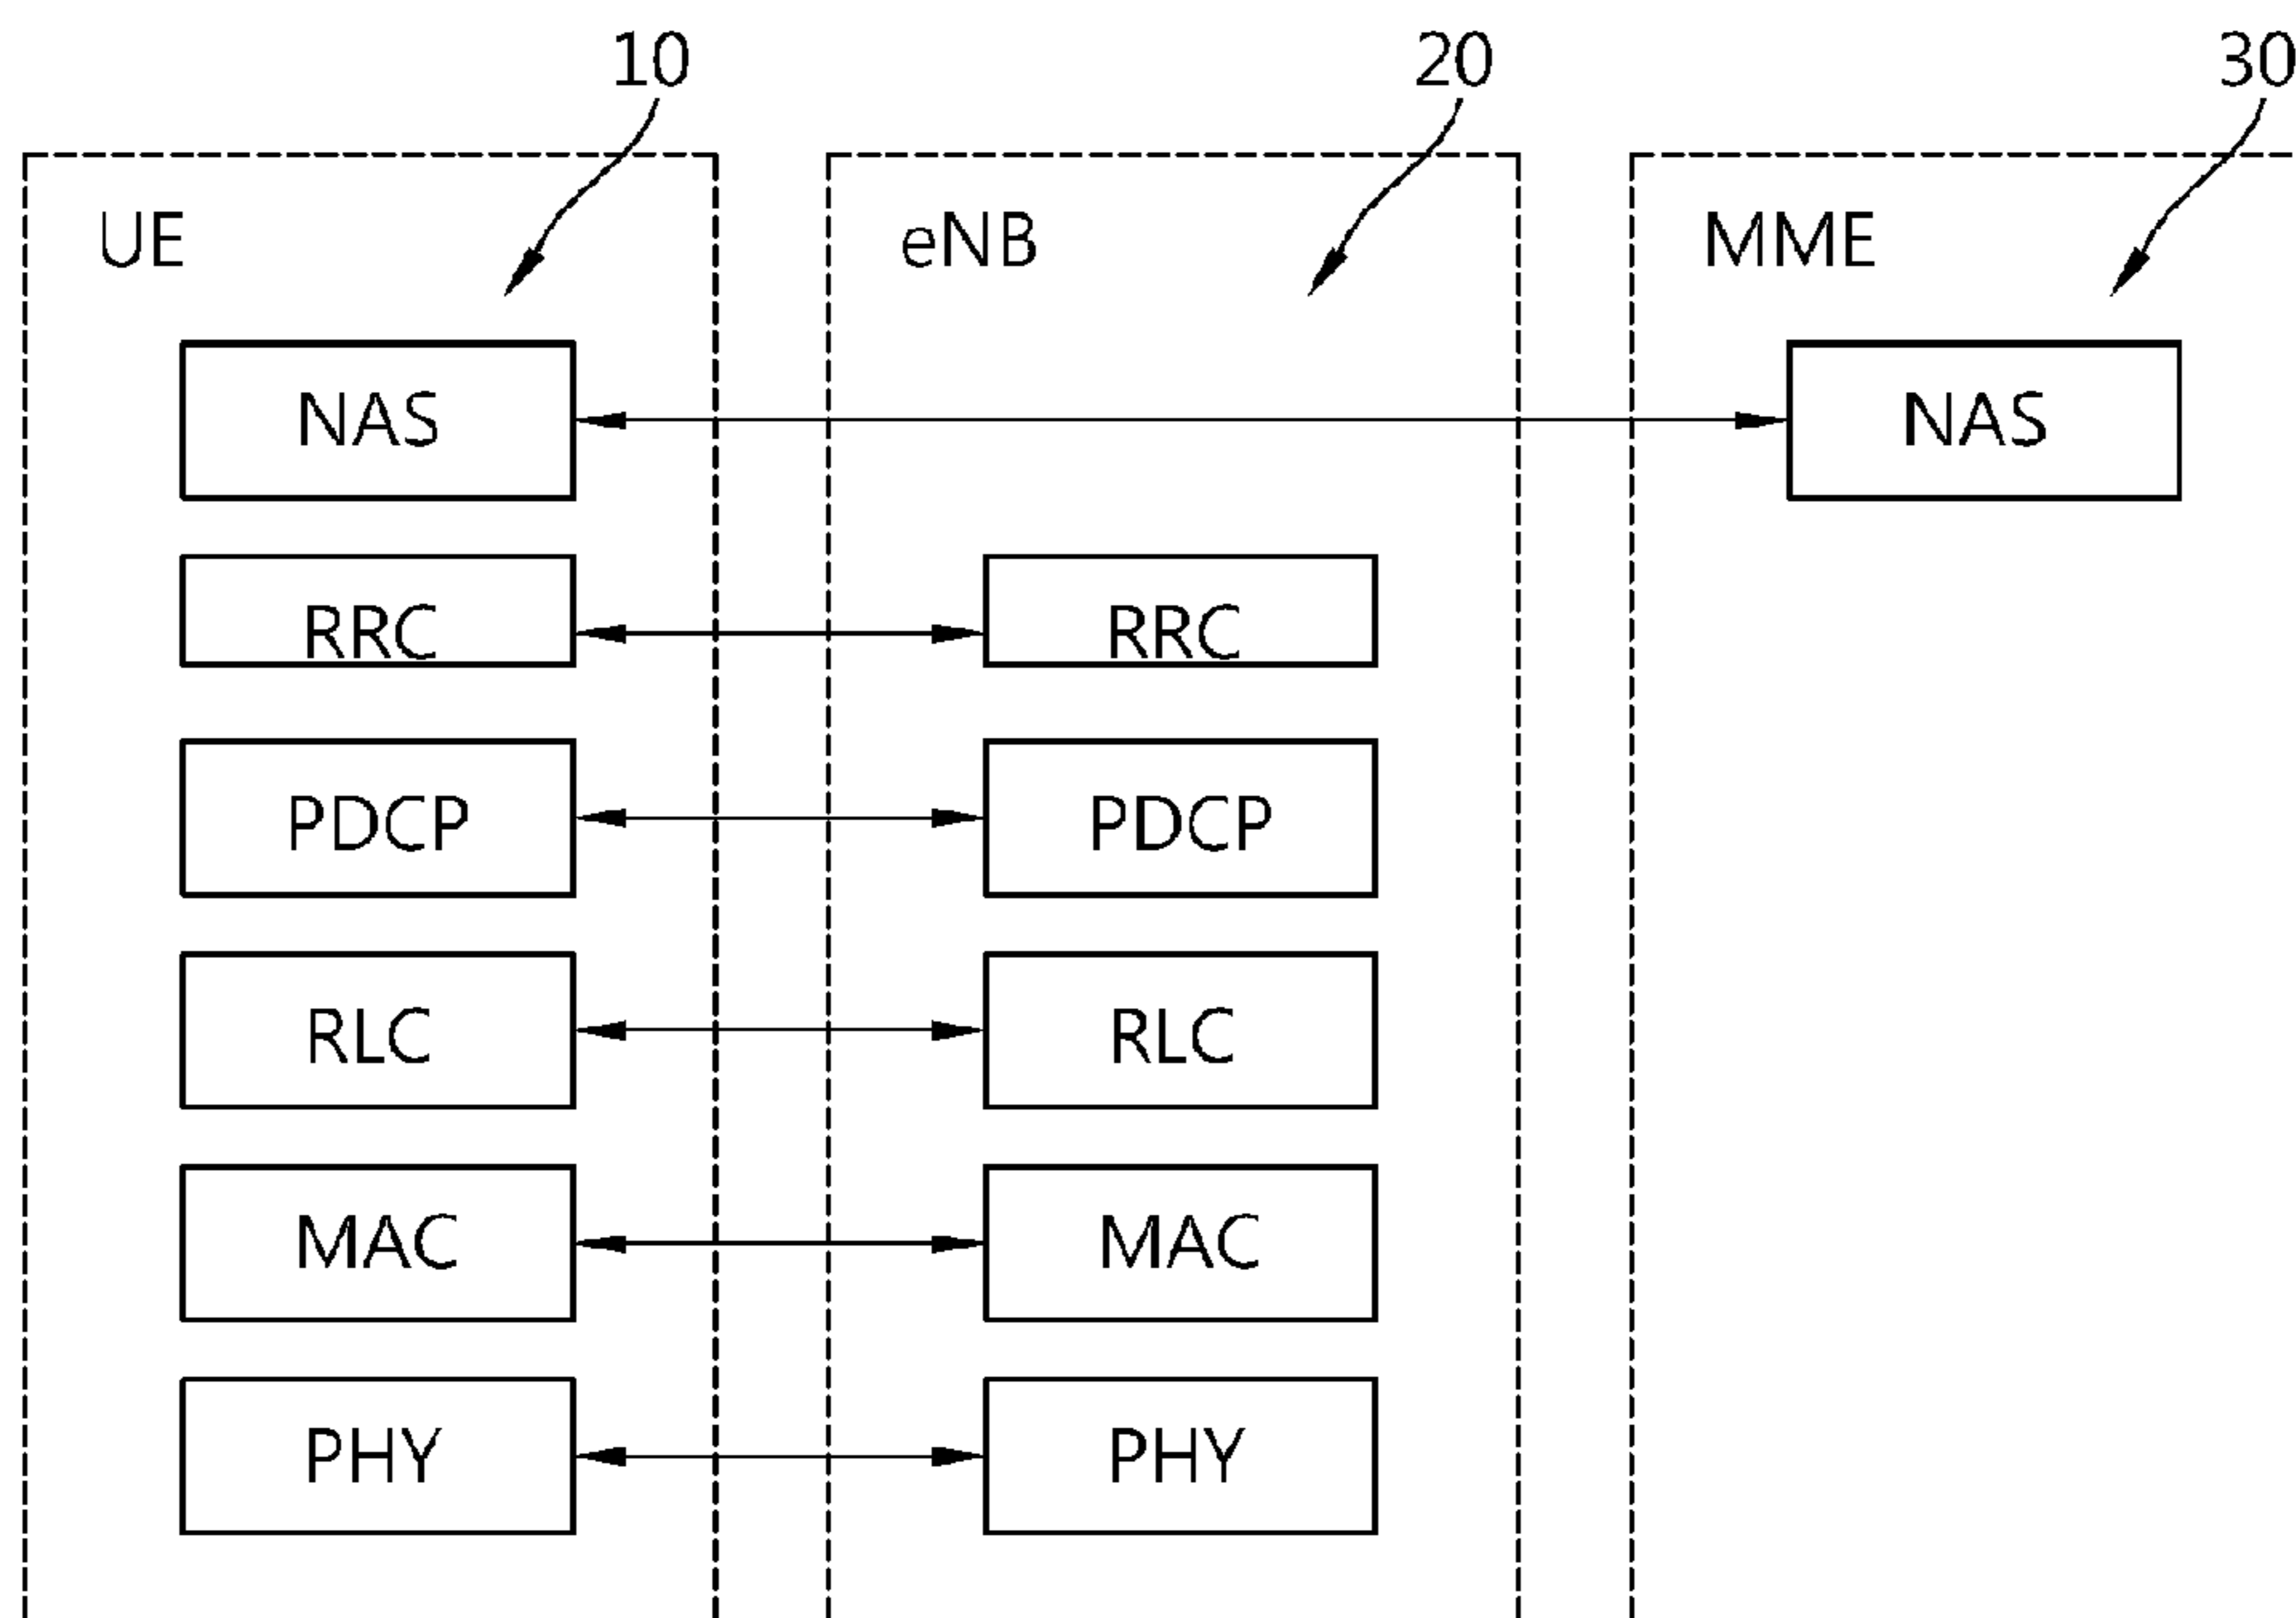 10 20 30
UE eNB MME
NAS NAS
RRC RRC
PDCP PDCP
RLC RLC
MAC MAC
PHY PHY